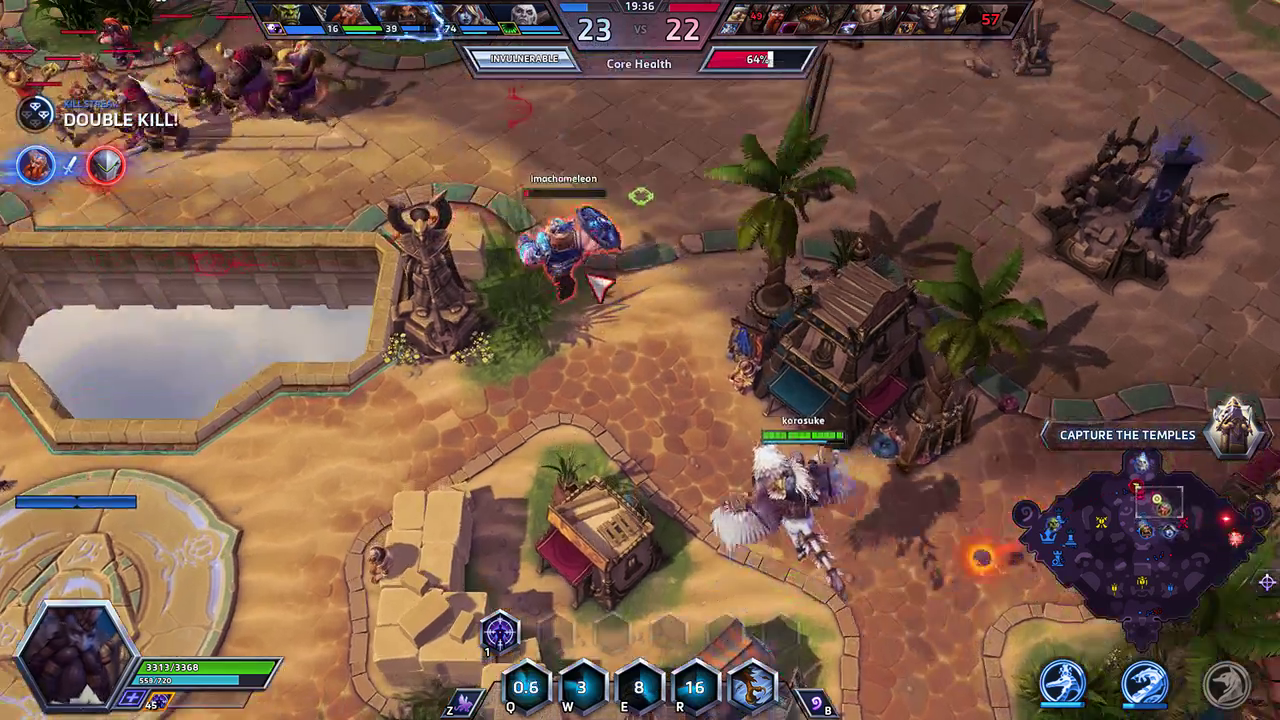 19:36
16
39
74
23 VS 22
49
57
INVULNERABLE
Core Health
64%
KILL STREAK
DOUBLE KILL!
imachameleon
korosuke
CAPTURE THE TEMPLES
1
3313/3368
558/720
45
Z
0.6
3
8
16
Q
W
E
R
B